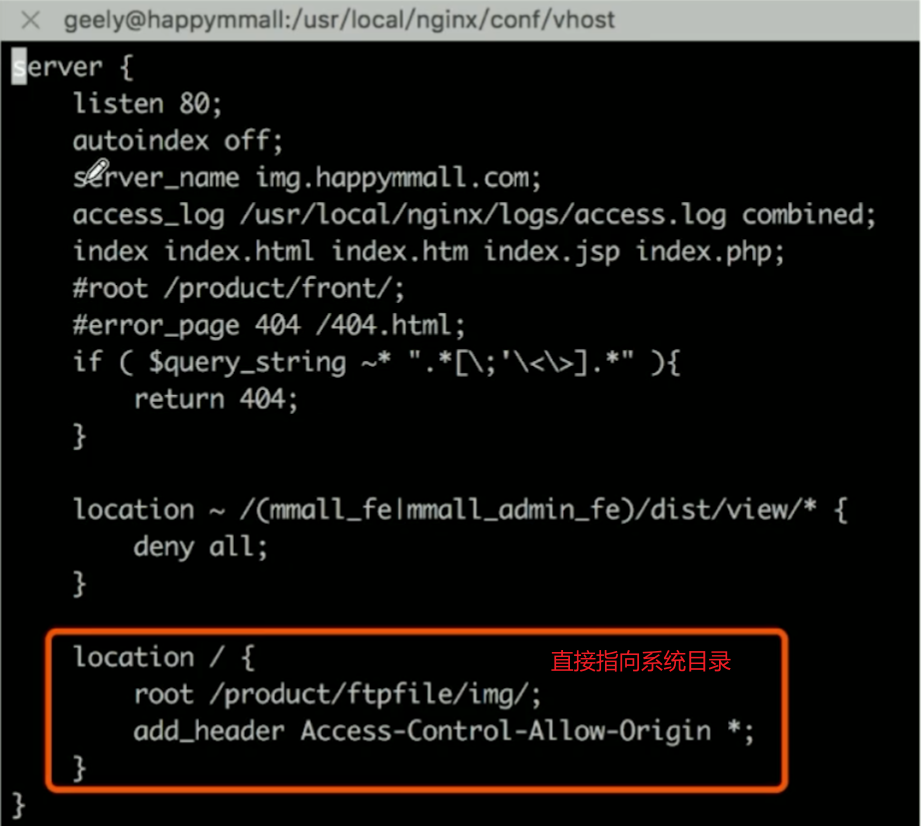 geely@happymmall:/usr/local/nginx/conf/vhost
server {
listen 80;
autoindex off;
server_name img.happymmall.com;
access_log /usr/local/nginx/logs/access.log combined;
index index.html index.htm index.jsp index.php;
#root /product/front/;
#error_page 404 /404.html;
if ( $query_string ~* ".*[\;'\<\>].*" ){
return 404;
}
location ~ /(mmall_fe|mmall_admin_fe)/dist/view/* {
deny all;
}
location / {
直接指向系统目录
root /product/ftpfile/img/;
add_header Access-Control-Allow-Origin *;
}
}